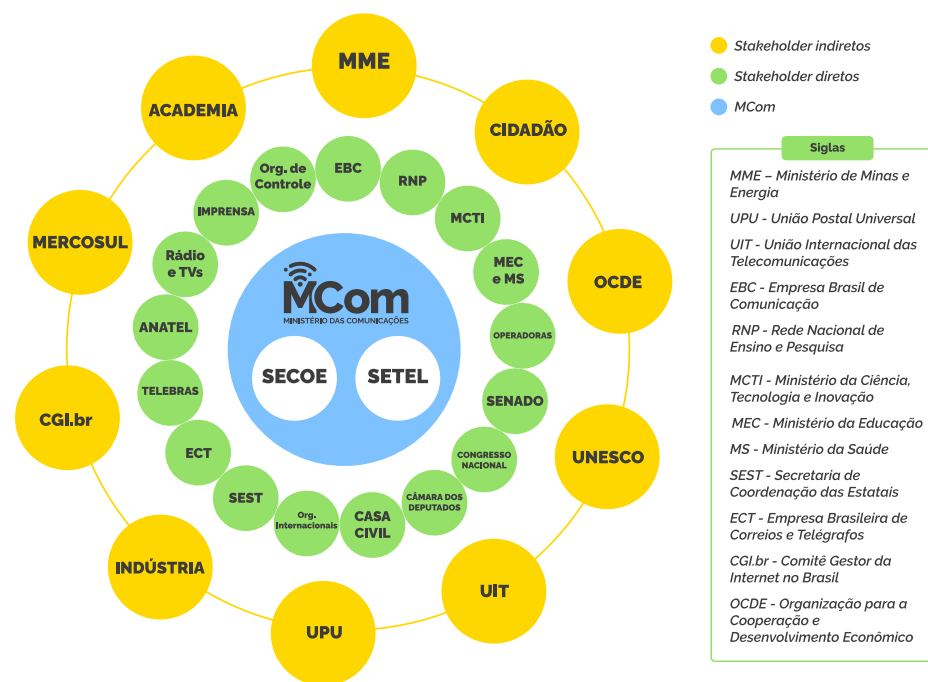 MME
CIDADÃO
OCDE
UNESCO
UIT
UPU
INDÚSTRIA
CGI.br
MERCOSUL
ACADEMIA
EBC
RNP
MCTI
MEC
e MS
OPERADORAS
SENADO
CONGRESSO
NACIONAL
CÂMARA DOS
DEPUTADOS
CASA
CIVIL
Org.
Internacionais
SEST
ECT
TELEBRAS
ANATEL
Rádio
e TVs
IMPRENSA
Org. de
Controle
MCom
MINISTÉRIO DAS COMUNICAÇÕES
SECOE
SETEL
Stakeholder indiretos
Stakeholder diretos
MCom
Siglas
MME – Ministério de Minas e
Energia
UPU - União Postal Universal
UIT - União Internacional das
Telecomunicações
EBC - Empresa Brasil de
Comunicação
RNP - Rede Nacional de
Ensino e Pesquisa
MCTI - Ministério da Ciência,
Tecnologia e Inovação
MEC - Ministério da Educação
MS - Ministério da Saúde
SEST - Secretaria de
Coordenação das Estatais
ECT - Empresa Brasileira de
Correios e Telégrafos
CGI.br - Comitê Gestor da
Internet no Brasil
OCDE - Organização para a
Cooperação e
Desenvolvimento Econômico